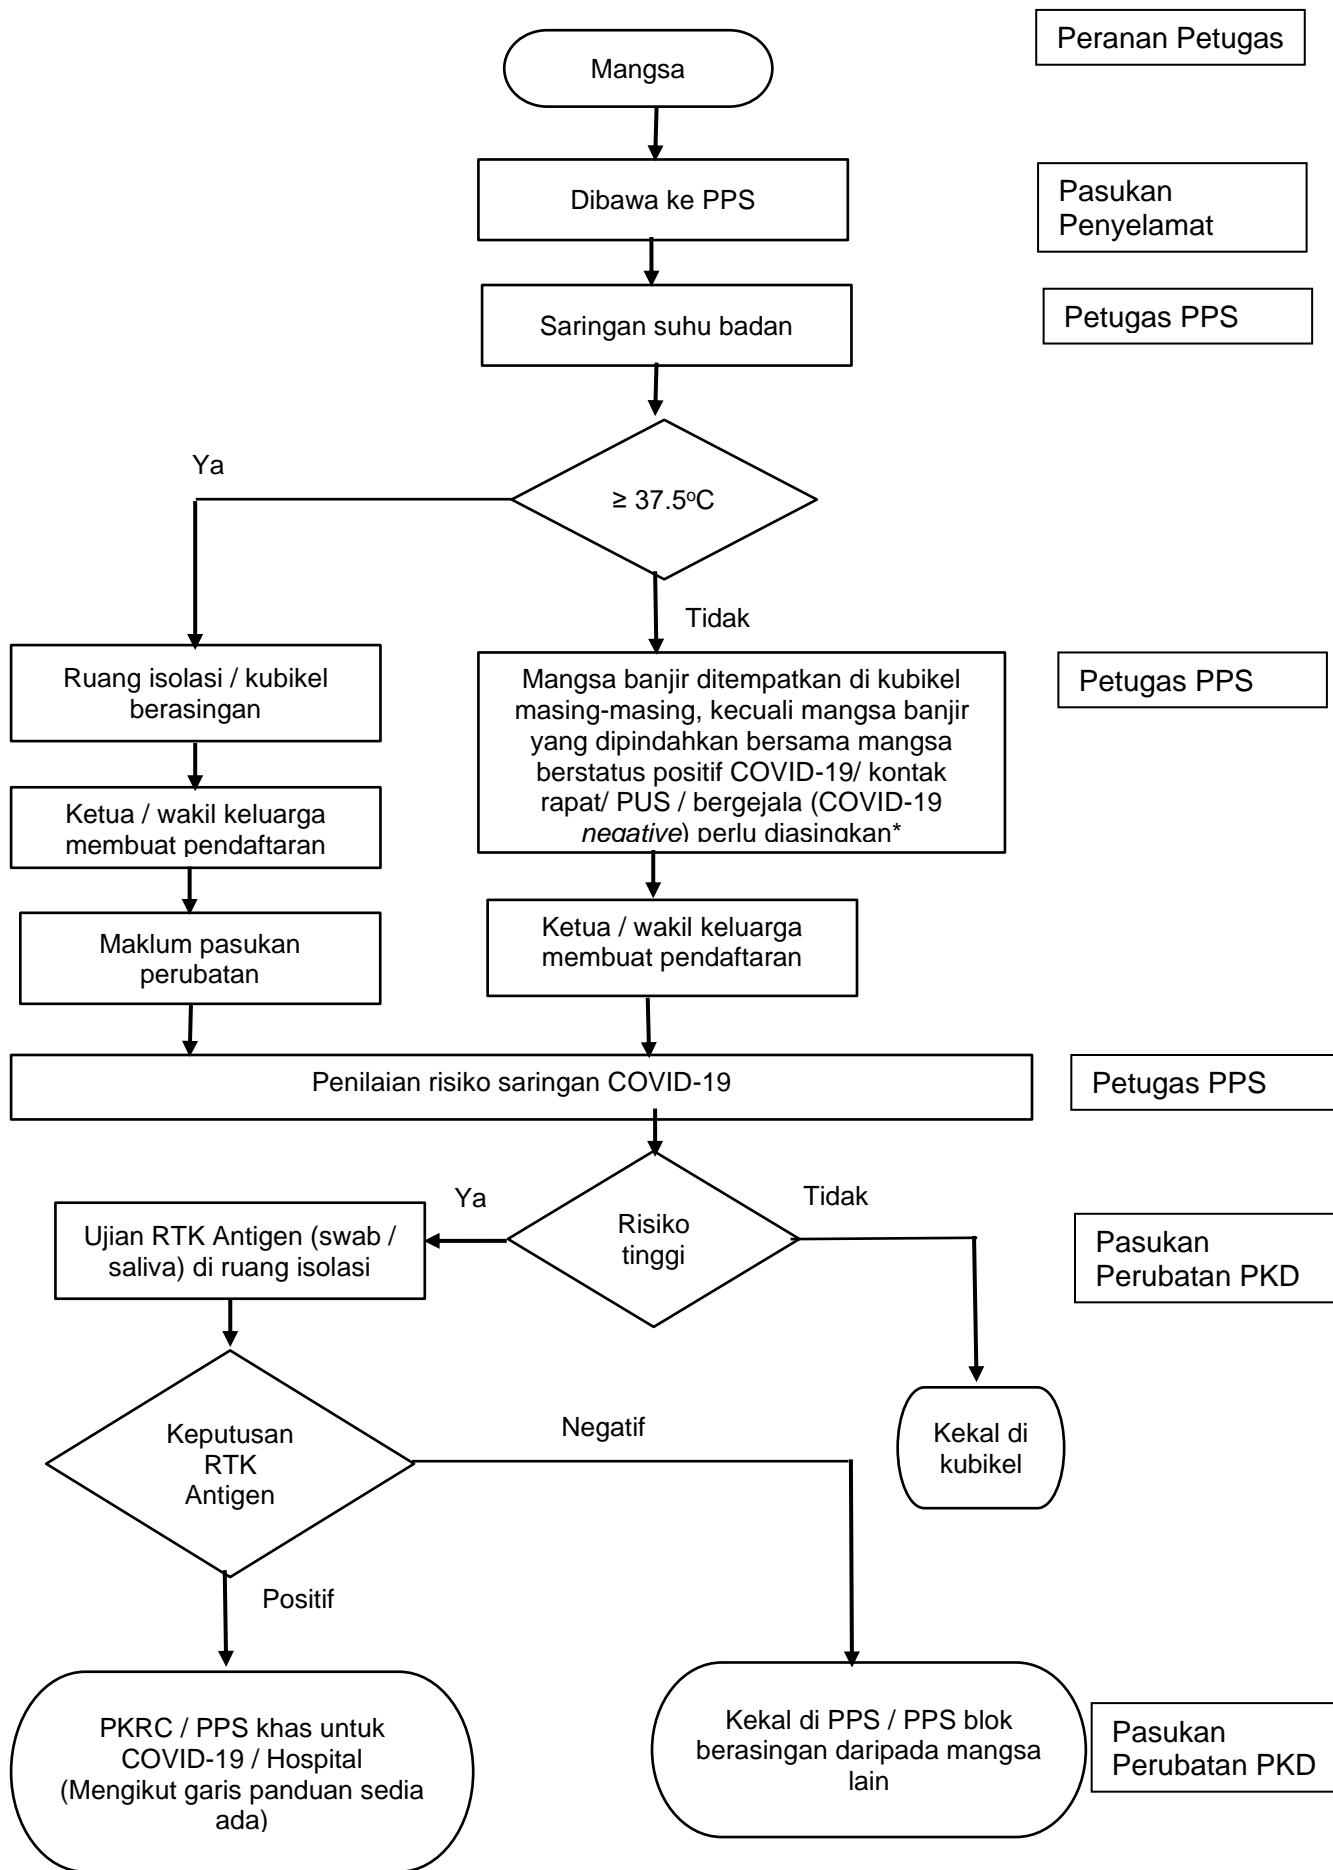 Peranan Petugas
Mangsa
Dibawa ke PPS
Pasukan
Penyelamat
Saringan suhu badan
Petugas PPS
Ya
≥ 37.5ºC
Tidak
Ruang isolasi / kubikel
berasingan
Mangsa banjir ditempatkan di kubikel
masing-masing, kecuali mangsa banjir
yang dipindahkan bersama mangsa
berstatus positif COVID-19/ kontak
rapat/ PUS / bergejala (COVID-19
negative) perlu diasingkan*
Petugas PPS
Ketua / wakil keluarga
membuat pendaftaran
Maklum pasukan
perubatan
Ketua / wakil keluarga
membuat pendaftaran
Penilaian risiko saringan COVID-19
Petugas PPS
Ya
Risiko
tinggi
Tidak
Ujian RTK Antigen (swab /
saliva) di ruang isolasi
Pasukan
Perubatan PKD
Keputusan
RTK
Antigen
Negatif
Kekal di
kubikel
Positif
PKRC / PPS khas untuk
COVID-19 / Hospital
(Mengikut garis panduan sedia
ada)
Kekal di PPS / PPS blok
berasingan daripada mangsa
lain
Pasukan
Perubatan PKD